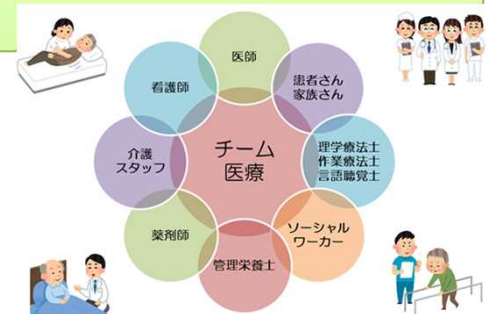 医師
患者さん
家族さん
理学療法士
作業療法士
言語聴覚士
ソーシャル
ワーカー
管理栄養士
薬剤師
介護
スタッフ
看護師
チーム
医療